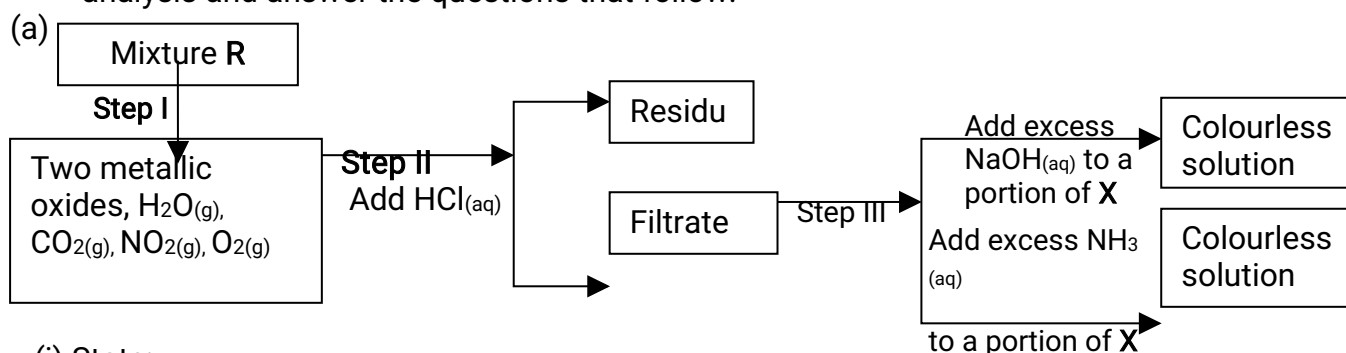 analysis and answer the questions that follow.
(a)
Mixture R
Step I
Two metallic
oxides, H2O(g),
CO2(g), NO2(g), O2(g)
Step II
Add HCl(aq)
Residu
Filtrate
Step III
Add excess
NaOH(aq) to a
portion of X
Colourless
solution
Add excess NH3
(aq)
to a portion of X
Colourless
solution